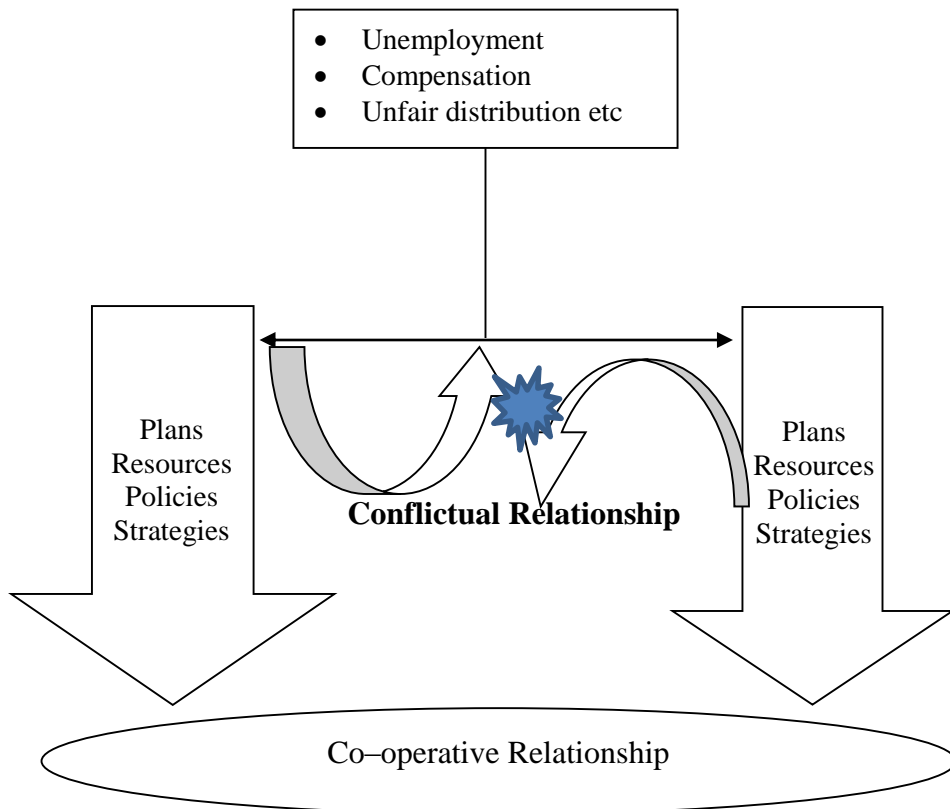 • Unemployment
• Compensation
• Unfair distribution etc
Plans
Resources
Policies
Strategies
Conflictual Relationship
Plans
Resources
Policies
Strategies
Co–operative Relationship